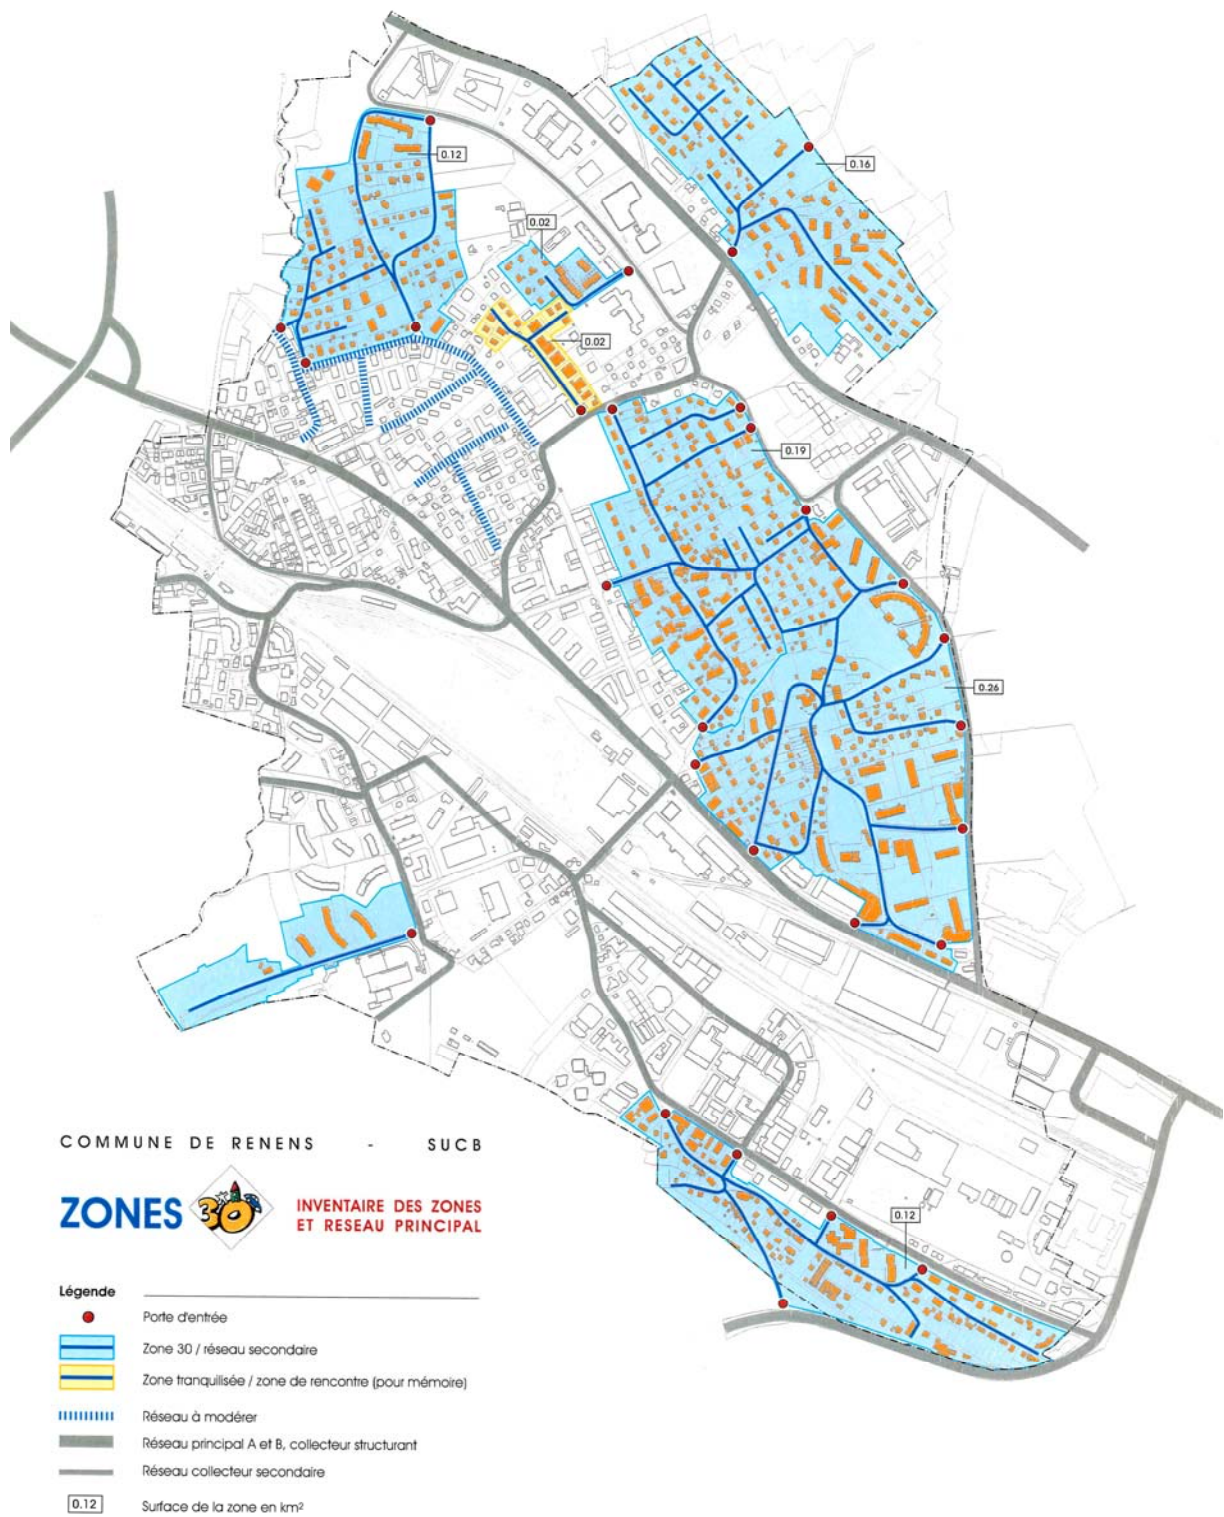 0.12
0.16
0.02
0.02
0.19
0.26
0.12
COMMUNE DE RENENS - SUCB
ZONES 30 INVENTAIRE DES ZONES
ET RESEAU PRINCIPAL
Légende
Porte d'entrée
Zone 30 / réseau secondaire
Zone tranquilisée / zone de rencontre (pour mémoire)
Réseau à modérer
Réseau principal A et B, collecteur structurant
Réseau collecteur secondaire
0.12 Surface de la zone en km²